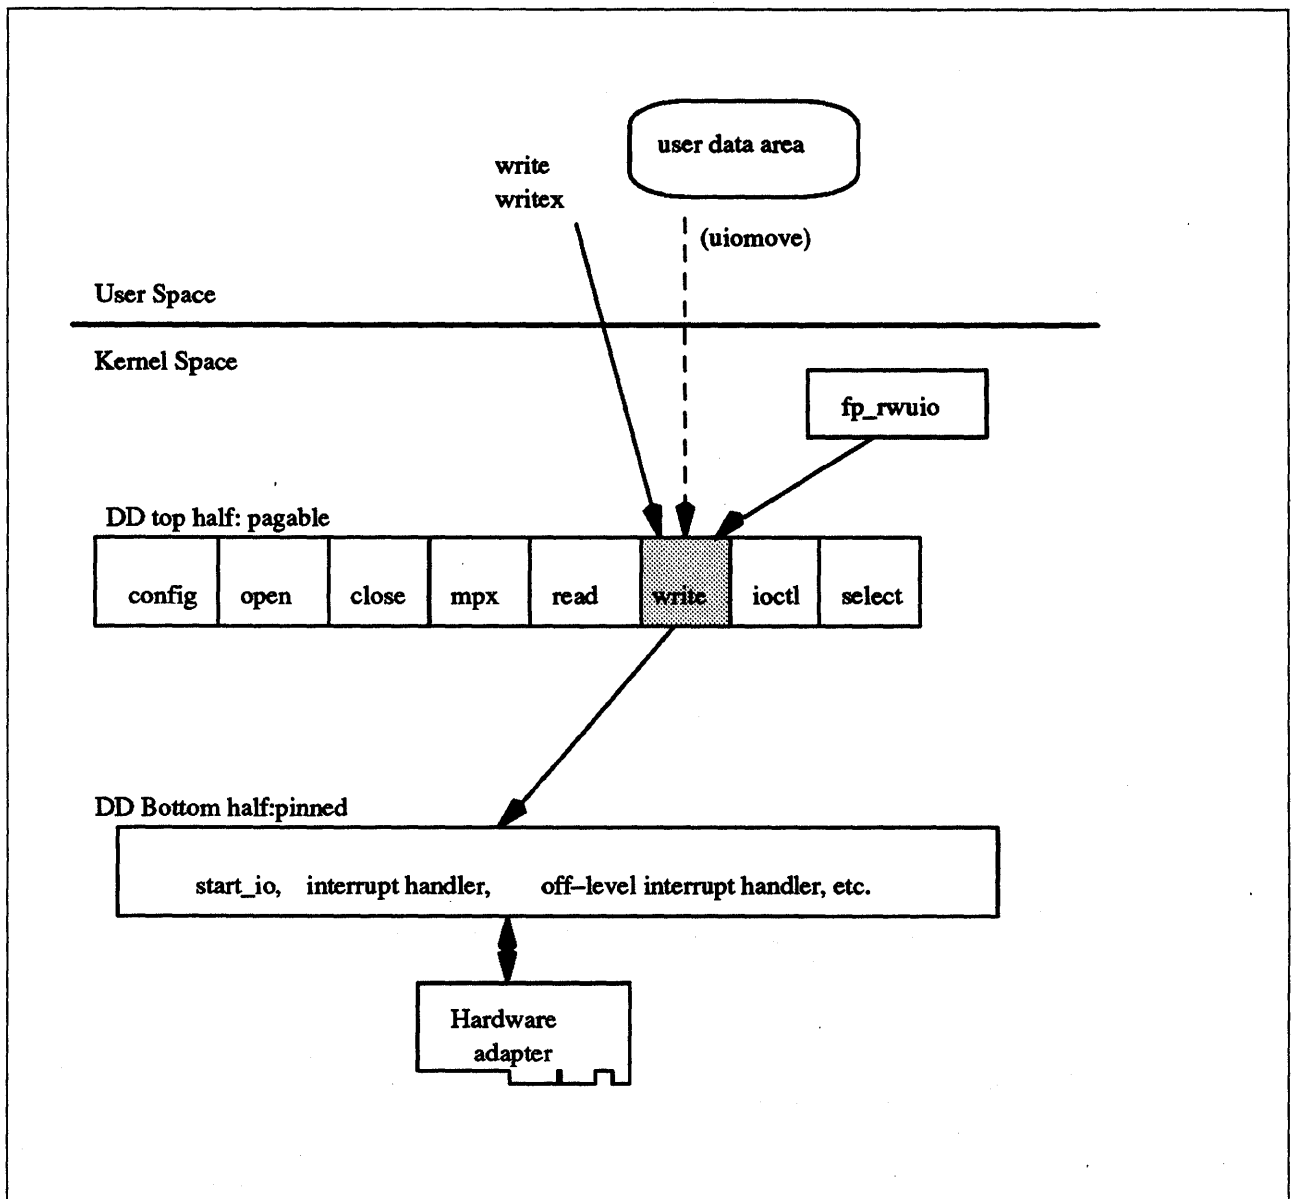 user data area
write
writex
(uiomove)
User Space
Kernel Space
fp_rwuio
DD top half: pagable
config open close mpx read write ioctl select
DD Bottom half:pinned
start_io, interrupt handler, off–level interrupt handler, etc.
Hardware
adapter